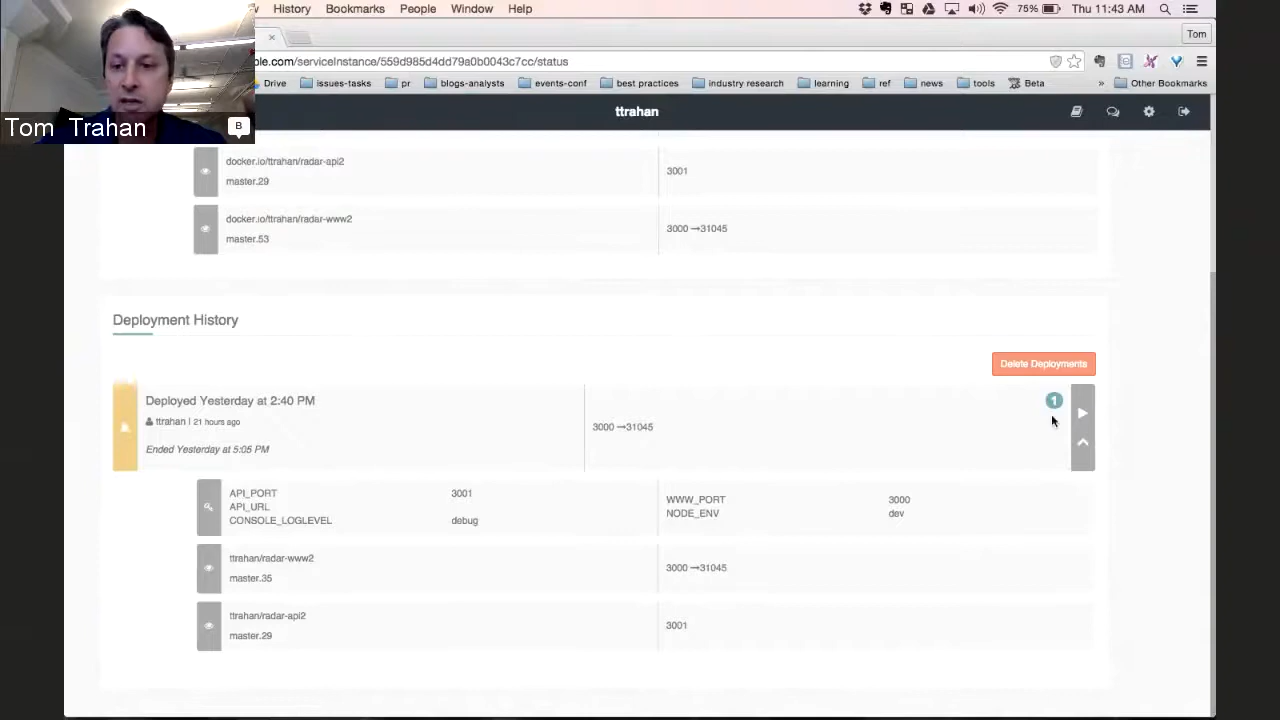 History Bookmarks People Window Help 75% Thu 11:43 AM
Tom
ble.com/serviceInstance/559d985d4dd79a0b0043c7cc/status
Drive issues-tasks pr blogs-analysts events-conf best practices industry research learning ref news tools Beta » Other Bookmarks
Tom Trahan B
ttrahan
docker.io/ttrahan/radar-api2
master.29
3001
docker.io/ttrahan/radar-www2
master.53
3000 →31045
Deployment History
Delete Deployments
Deployed Yesterday at 2:40 PM
ttrahan | 21 hours ago
Ended Yesterday at 5:05 PM
3000 →31045
1
API_PORT 3001
API_URL
CONSOLE_LOGLEVEL debug
WWW_PORT 3000
NODE_ENV dev
ttrahan/radar-www2
master.35
3000 →31045
ttrahan/radar-api2
master.29
3001